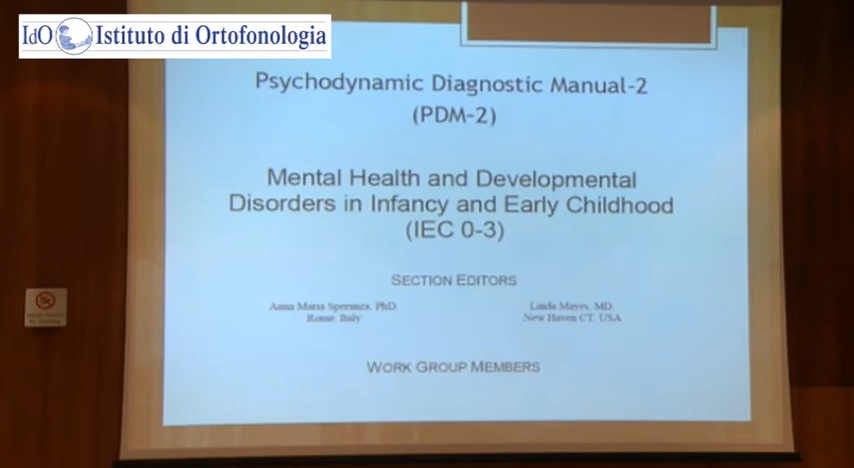 IdO Istituto di Ortofonologia
Psychodynamic Diagnostic Manual-2
(PDM-2)
Mental Health and Developmental
Disorders in Infancy and Early Childhood
(IEC 0-3)
SECTION EDITORS
Anna Maria Speranza, PhD.
Rome, Italy
Linda Mayes, MD.
New Haven CT, USA
WORK GROUP MEMBERS